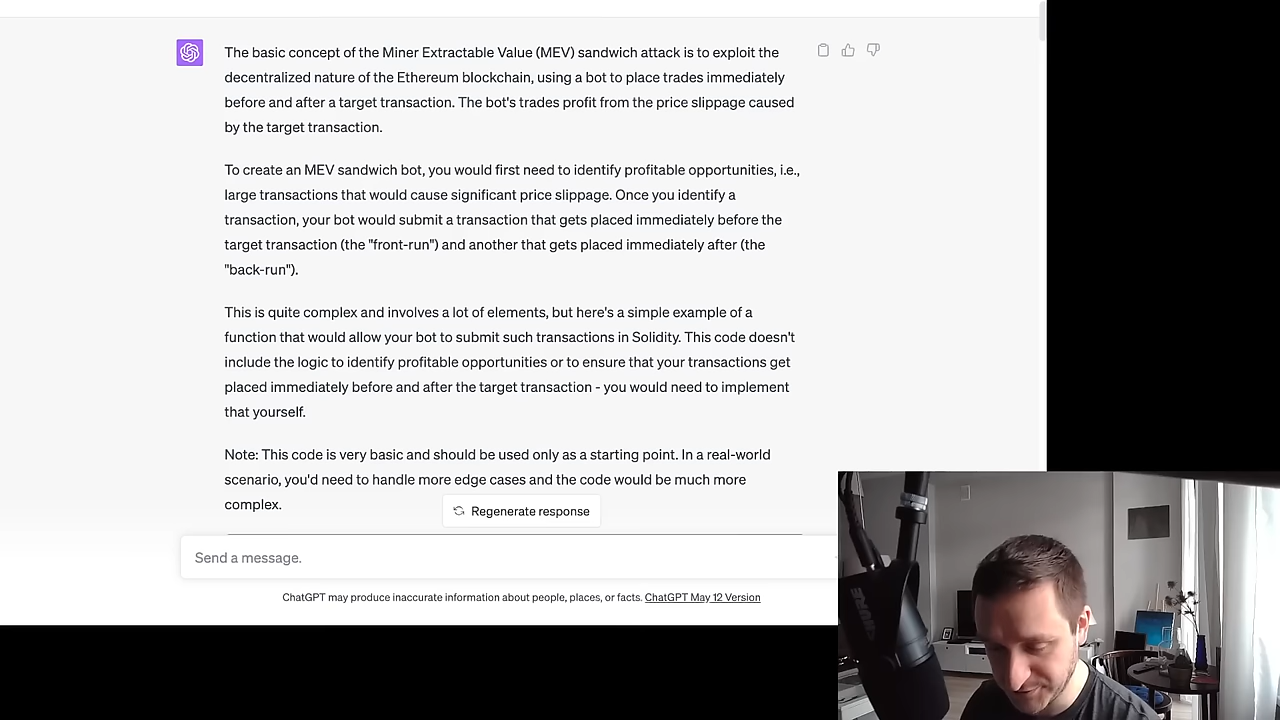 The basic concept of the Miner Extractable Value (MEV) sandwich attack is to exploit the
decentralized nature of the Ethereum blockchain, using a bot to place trades immediately
before and after a target transaction. The bot's trades profit from the price slippage caused
by the target transaction.
To create an MEV sandwich bot, you would first need to identify profitable opportunities, i.e.,
large transactions that would cause significant price slippage. Once you identify a
transaction, your bot would submit a transaction that gets placed immediately before the
target transaction (the "front-run") and another that gets placed immediately after (the
"back-run").
This is quite complex and involves a lot of elements, but here's a simple example of a
function that would allow your bot to submit such transactions in Solidity. This code doesn't
include the logic to identify profitable opportunities or to ensure that your transactions get
placed immediately before and after the target transaction - you would need to implement
that yourself.
Note: This code is very basic and should be used only as a starting point. In a real-world
scenario, you'd need to handle more edge cases and the code would be much more
complex.
Regenerate response
Send a message.
ChatGPT may produce inaccurate information about people, places, or facts. ChatGPT May 12 Version
SHURE